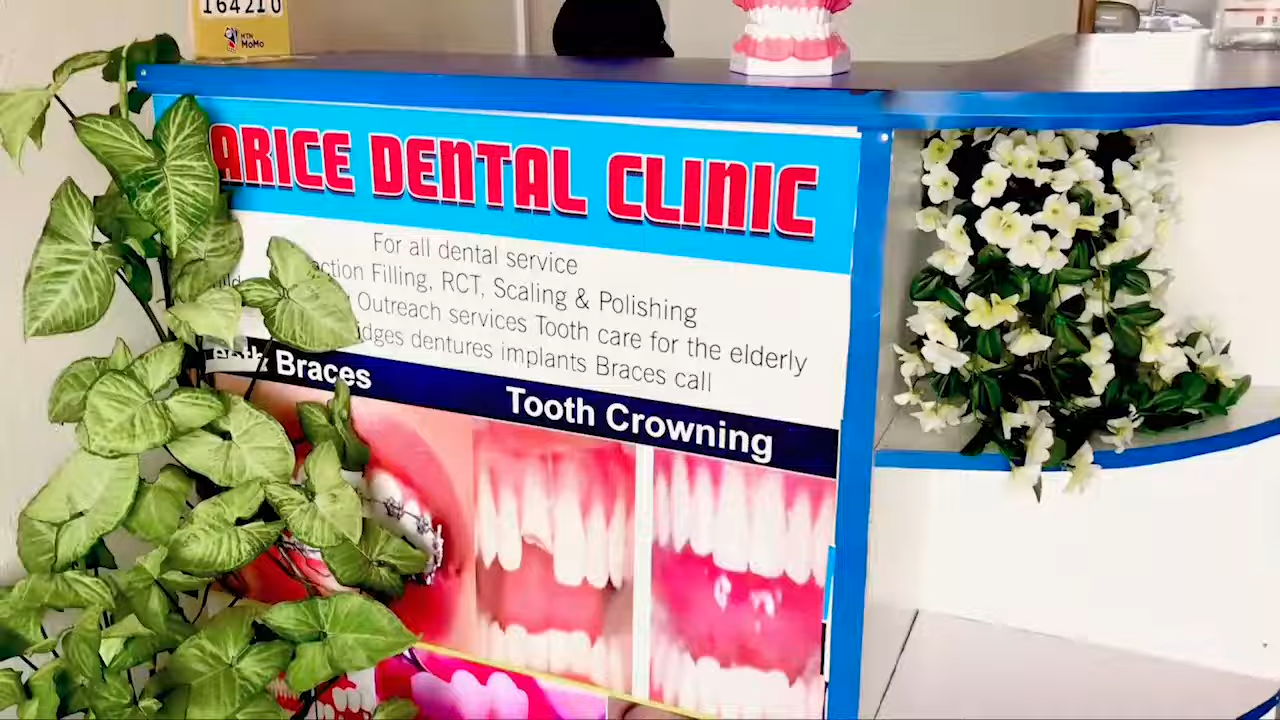 164210
MTN
MoMo
ARICE DENTAL CLINIC
For all dental service
ction Filling, RCT, Scaling & Polishing
Outreach services Tooth care for the elderly
dges dentures implants Braces call
Braces
Tooth Crowning